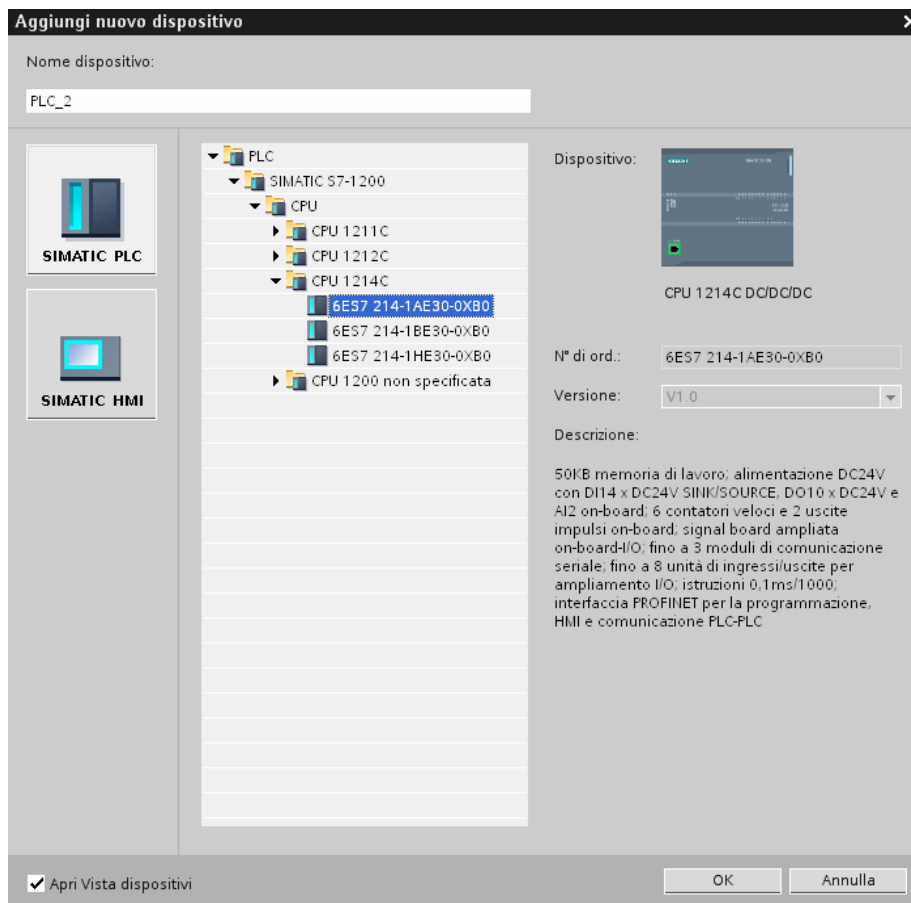 Aggiungi nuovo dispositivo
Nome dispositivo:
PLC_2
SIMATIC PLC
SIMATIC HMI
PLC
SIMATIC S7-1200
CPU
CPU 1211C
CPU 1212C
CPU 1214C
6ES7 214-1AE30-0XB0
6ES7 214-1BE30-0XB0
6ES7 214-1HE30-0XB0
CPU 1200 non specificata
Dispositivo:
SIEMENS
CPU 1214C DC/DC/DC
N° di ord.:
6ES7 214-1AE30-0XB0
Versione:
V1.0
Descrizione:
50KB memoria di lavoro; alimentazione DC24V
con DI14 x DC24V SINK/SOURCE, DO10 x DC24V e
AI2 on-board; 6 contatori veloci e 2 uscite
impulsi on-board; signal board ampliata
on-board-I/O; fino a 3 moduli di comunicazione
seriale; fino a 8 unità di ingressi/uscite per
ampliamento I/O; istruzioni 0,1ms/1000;
interfaccia PROFINET per la programmazione,
HMI e comunicazione PLC-PLC
Apri Vista dispositivi
OK
Annulla